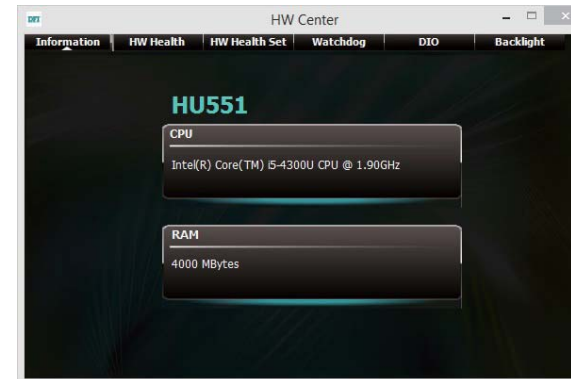 DFI
HW Center
Information HW Health HW Health Set Watchdog DIO Backlight
HU551
CPU
Intel(R) Core(TM) i5-4300U CPU @ 1.90GHz
RAM
4000 MBytes